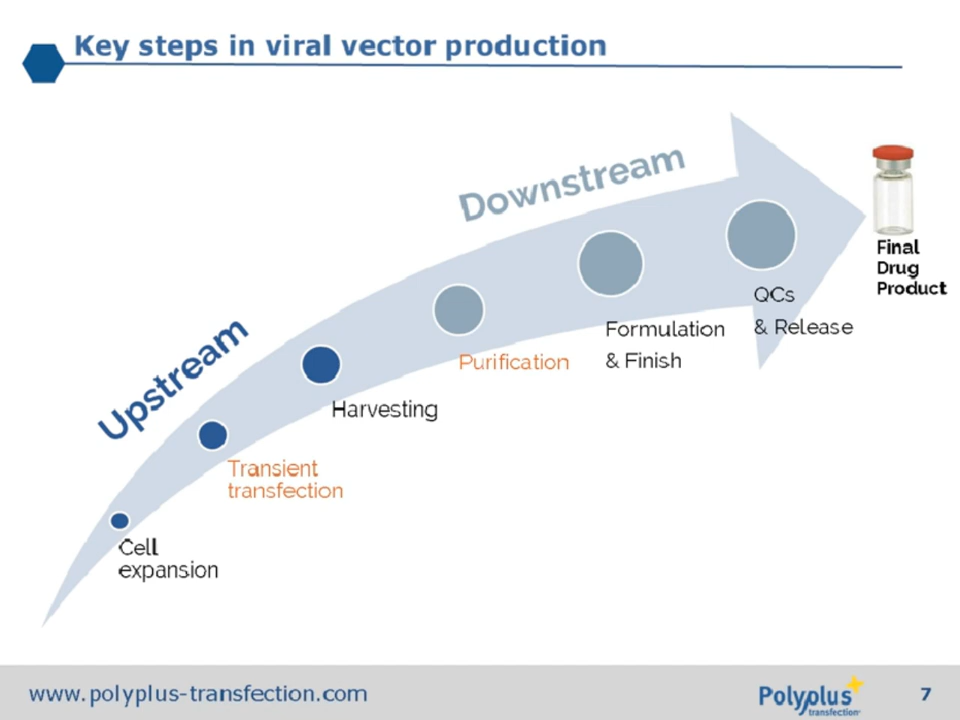 Key steps in viral vector production
Downstream
Upstream
Final
Drug
Product
QCs
& Release
Formulation
& Finish
Purification
Harvesting
Transient
transfection
Cell
expansion
www.polyplus-transfection.com
Polyplus
transfection
7